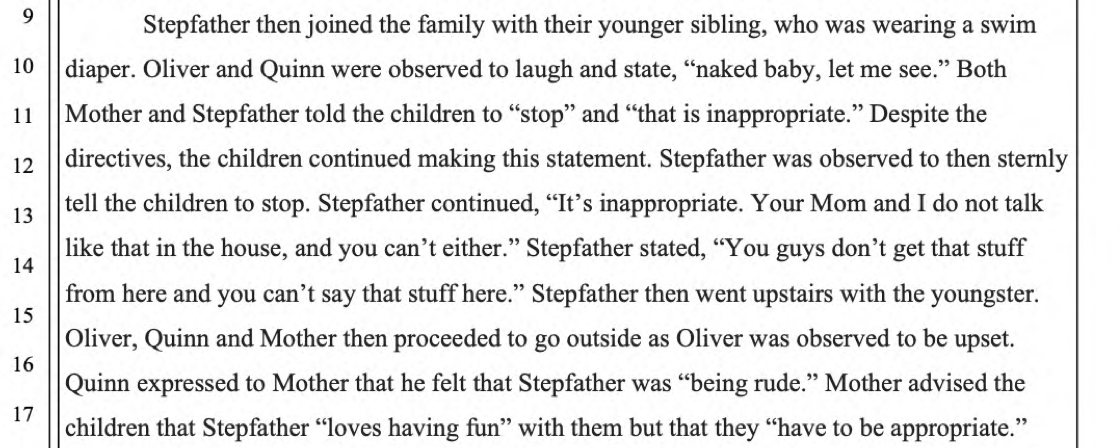 9 Stepfather then joined the family with their younger sibling, who was wearing a swim
10 diaper. Oliver and Quinn were observed to laugh and state, “naked baby, let me see.” Both
11 Mother and Stepfather told the children to “stop” and “that is inappropriate.” Despite the
12 directives, the children continued making this statement. Stepfather was observed to then sternly
13 tell the children to stop. Stepfather continued, “It’s inappropriate. Your Mom and I do not talk
14 like that in the house, and you can’t either.” Stepfather stated, “You guys don’t get that stuff
15 from here and you can’t say that stuff here.” Stepfather then went upstairs with the youngster.
16 Oliver, Quinn and Mother then proceeded to go outside as Oliver was observed to be upset.
17 Quinn expressed to Mother that he felt that Stepfather was “being rude.” Mother advised the
children that Stepfather “loves having fun” with them but that they “have to be appropriate.”